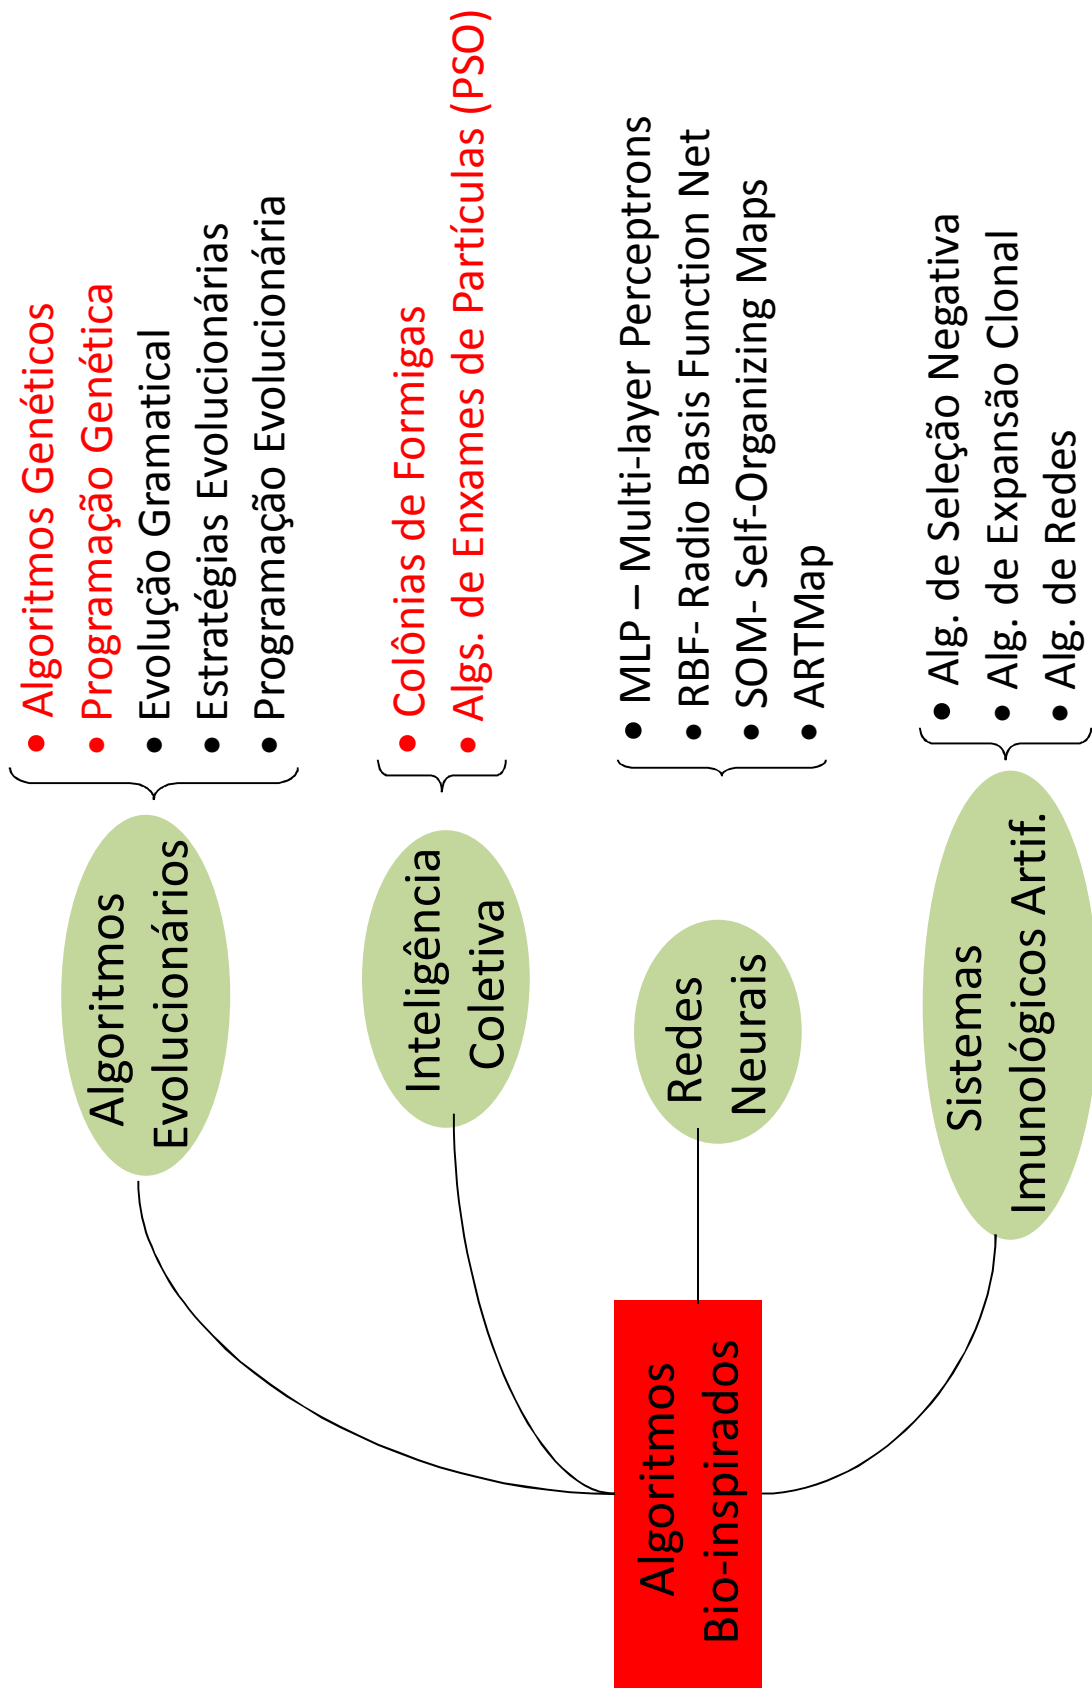 Algoritmos
Bio-inspirados
Algoritmos
Evolucionários
• Algoritmos Genéticos
• Programação Genética
• Evolução Gramatical
• Estratégias Evolucionárias
• Programação Evolucionária
Inteligência
Coletiva
• Colônias de Formigas
• Algs. de Enxames de Partículas (PSO)
Redes
Neurais
• MLP – Multi-layer Perceptrons
• RBF- Radio Basis Function Net
• SOM- Self-Organizing Maps
• ARTMap
Sistemas
Imunológicos Artif.
• Alg. de Seleção Negativa
• Alg. de Expansão Clonal
• Alg. de Redes